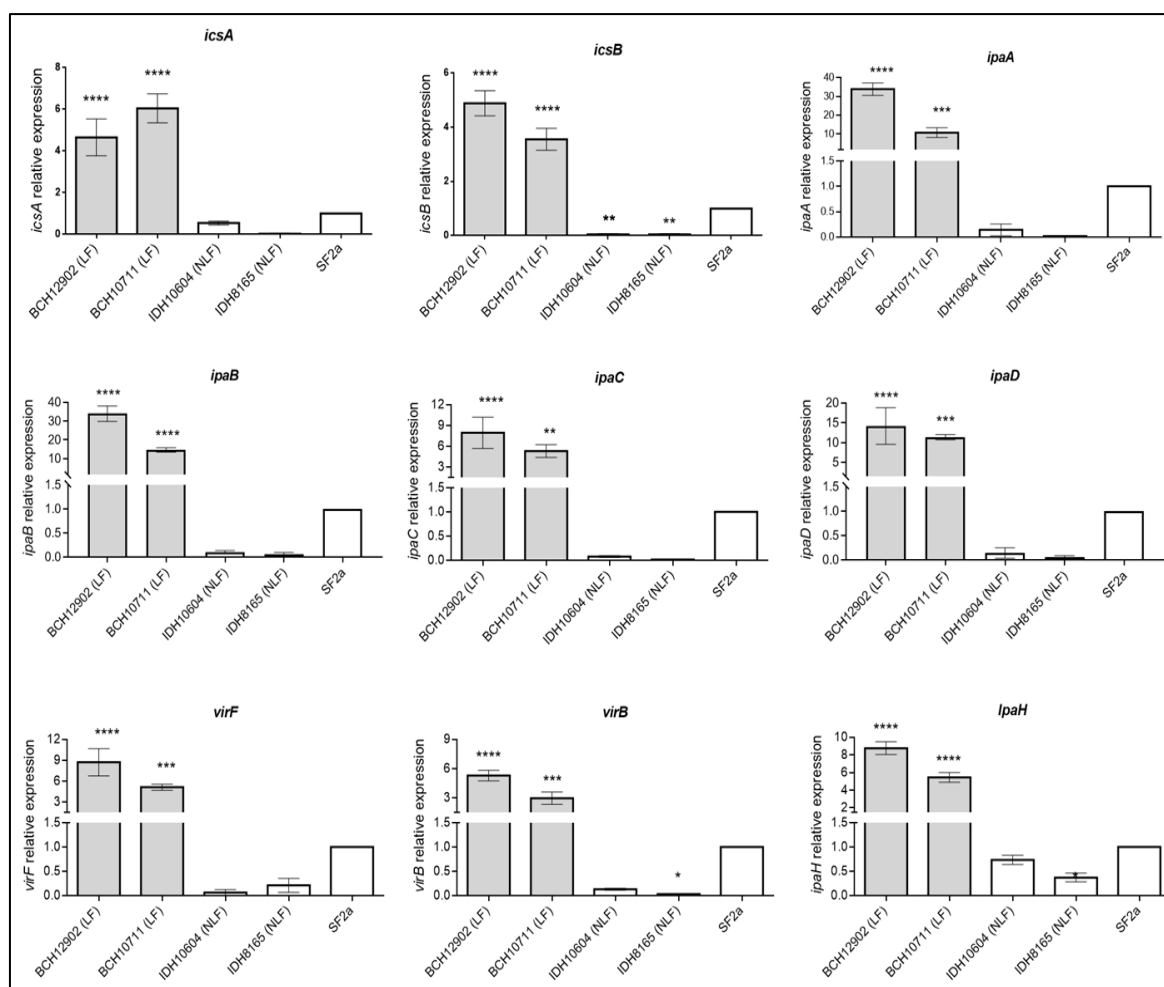 icsA
icsA relative expression
8
6
4
2
0
****
****
BCH12902 (LF)
BCH10711 (LF)
IDH10604 (NLF)
IDH8165 (NLF)
SF2a
icsB
icsB relative expression
6
4
2
0
****
****
**
**
BCH12902 (LF)
BCH10711 (LF)
IDH10604 (NLF)
IDH8165 (NLF)
SF2a
ipaA
ipaA relative expression
40
30
20
10
1.5
1.0
0.5
0.0
****
***
BCH12902 (LF)
BCH10711 (LF)
IDH10604 (NLF)
IDH8165 (NLF)
SF2a
ipaB
ipaB relative expression
40
30
20
10
1.5
1.0
0.5
0.0
****
****
BCH12902 (LF)
BCH10711 (LF)
IDH10604 (NLF)
IDH8165 (NLF)
SF2a
ipaC
ipaC relative expression
12
9
6
3
1.5
1.0
0.5
0.0
****
**
BCH12902 (LF)
BCH10711 (LF)
IDH10604 (NLF)
IDH8165 (NLF)
SF2a
ipaD
ipaD relative expression
20
15
10
5
1.5
1.0
0.5
0.0
****
***
BCH12902 (LF)
BCH10711 (LF)
IDH10604 (NLF)
IDH8165 (NLF)
SF2a
virF
virF relative expression
12
9
6
3
1.5
1.0
0.5
0.0
****
***
BCH12902 (LF)
BCH10711 (LF)
IDH10604 (NLF)
IDH8165 (NLF)
SF2a
virB
virB relative expression
9
6
3
1.5
1.0
0.5
0.0
****
***
*
BCH12902 (LF)
BCH10711 (LF)
IDH10604 (NLF)
IDH8165 (NLF)
SF2a
IpaH
ipaH relative expression
10
8
6
4
2
1.5
1.0
0.5
0.0
****
****
*
BCH12902 (LF)
BCH10711 (LF)
IDH10604 (NLF)
IDH8165 (NLF)
SF2a